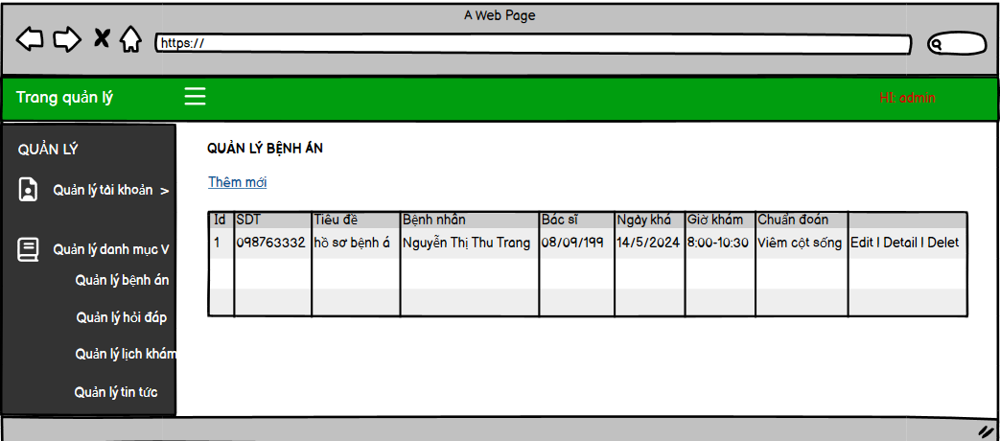 A Web Page
https://
Trang quản lý
HI: admin
QUẢN LÝ
QUẢN LÝ BỆNH ÁN
Quản lý tài khoản >
Thêm mới
Id SDT Tiêu đề Bệnh nhân Bác sĩ Ngày khá Giờ khám Chuẩn đoán
1 098763332 hồ sơ bệnh á Nguyễn Thị Thu Trang 08/09/199 14/5/2024 8:00-10:30 Viêm cột sống Edit | Detail | Delet
Quản lý danh mục V
Quản lý bệnh án
Quản lý hỏi đáp
Quản lý lịch khám
Quản lý tin tức